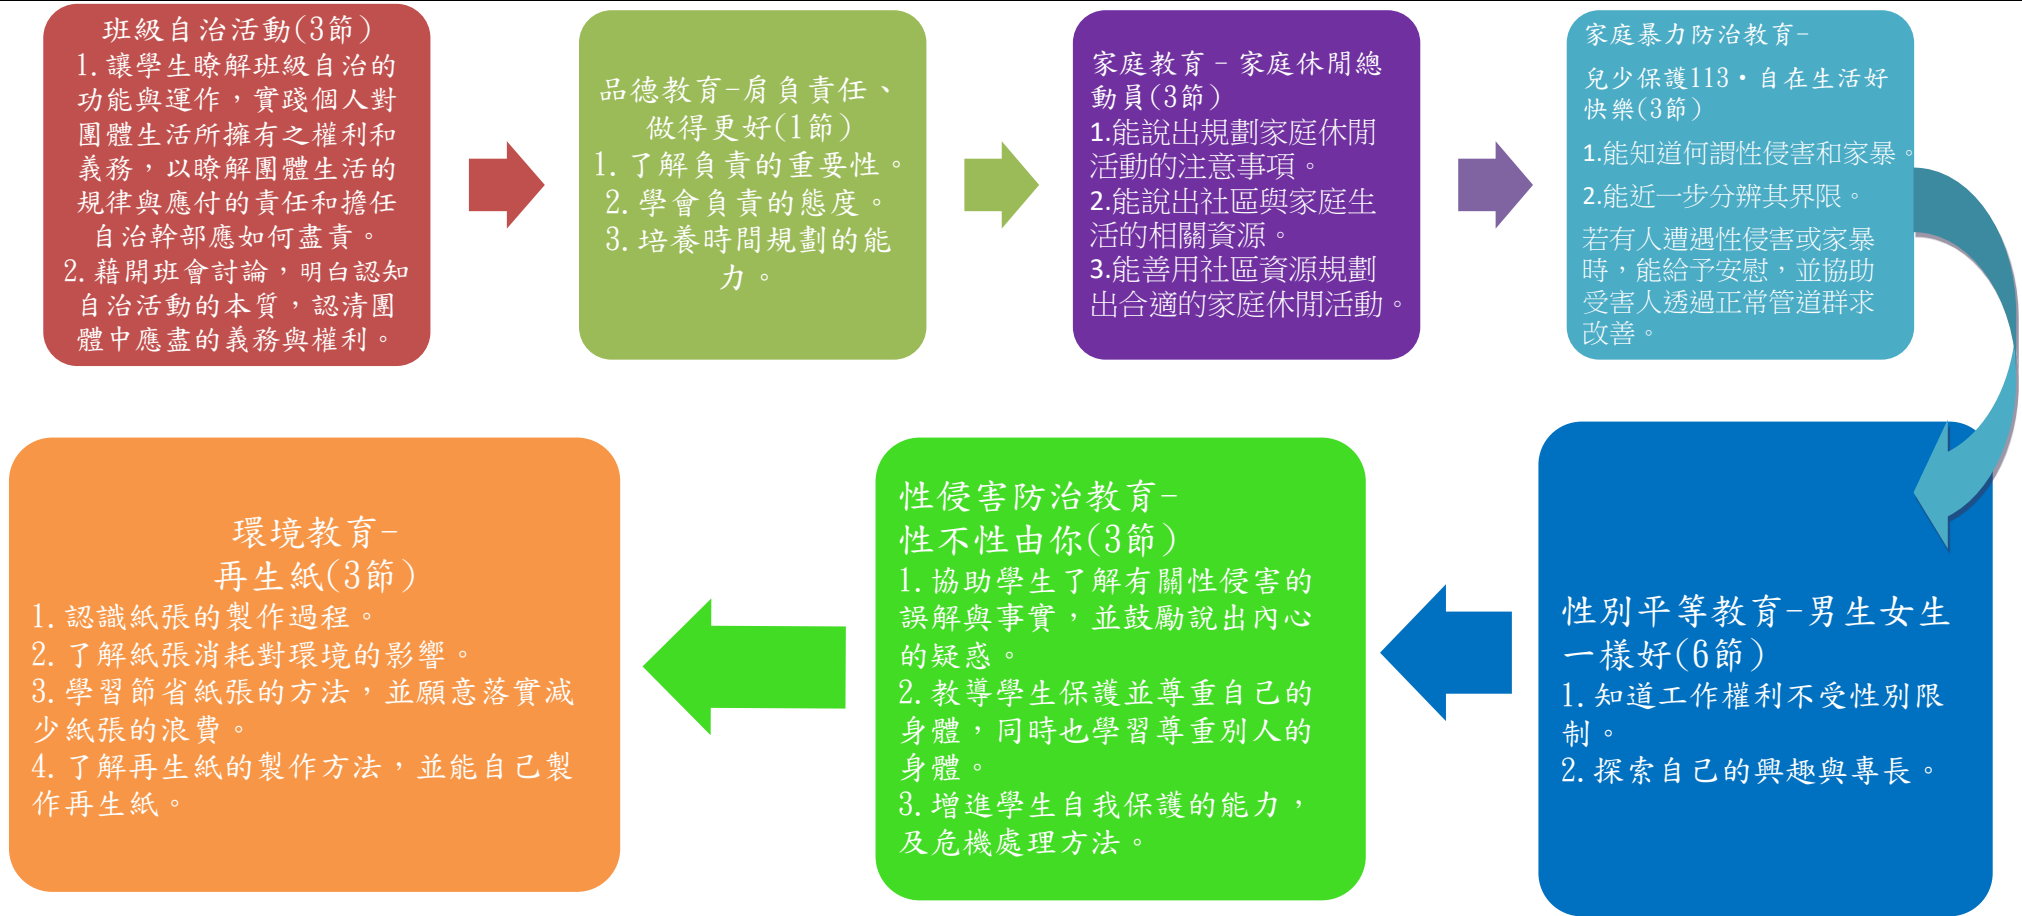 班級自治活動(3節)
1.讓學生瞭解班級自治的
功能與運作，實踐個人對
團體生活所擁有之權利和
義務，以瞭解團體生活的
規律與應付的責任和擔任
自治幹部應如何盡責。
2.藉開班會討論，明白認知
自治活動的本質，認清團
體中應盡的義務與權利。
品德教育-肩負責任、
做得更好(1節)
1.了解負責的重要性。
2.學會負責的態度。
3.培養時間規劃的能
力。
家庭教育–家庭休閒總
動員(3節)
1.能說出規劃家庭休閒
活動的注意事項。
2.能說出社區與家庭生
活的相關資源。
3.能善用社區資源規劃
出合適的家庭休閒活動。
家庭暴力防治教育-
兒少保護113‧自在生活好
快樂(3節)
1.能知道何謂性侵害和家暴。
2.能近一步分辨其界限。
若有人遭遇性侵害或家暴
時，能給予安慰，並協助
受害人透過正常管道群求
改善。
性別平等教育-男生女生
一樣好(6節)
1.知道工作權利不受性別限
制。
2.探索自己的興趣與專長。
性侵害防治教育-
性不性由你(3節)
1.協助學生了解有關性侵害的
誤解與事實，並鼓勵說出內心
的疑惑。
2.教導學生保護並尊重自己的
身體，同時也學習尊重別人的
身體。
3.增進學生自我保護的能力，
及危機處理方法。
環境教育-
再生紙(3節)
1.認識紙張的製作過程。
2.了解紙張消耗對環境的影響。
3.學習節省紙張的方法，並願意落實減
少紙張的浪費。
4.了解再生紙的製作方法，並能自己製
作再生紙。